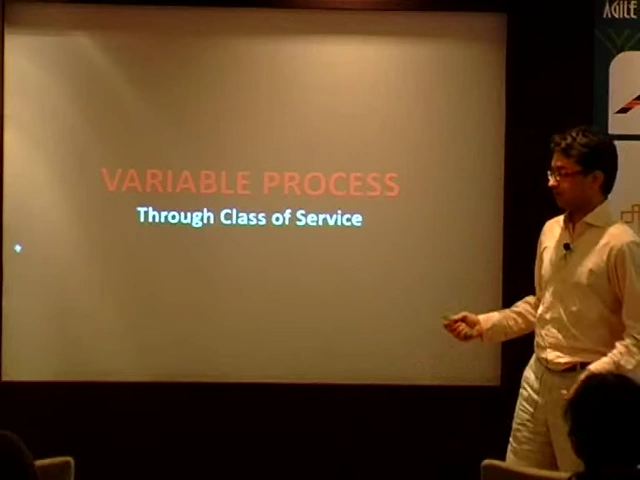 AGILE
VARIABLE PROCESS
Through Class of Service